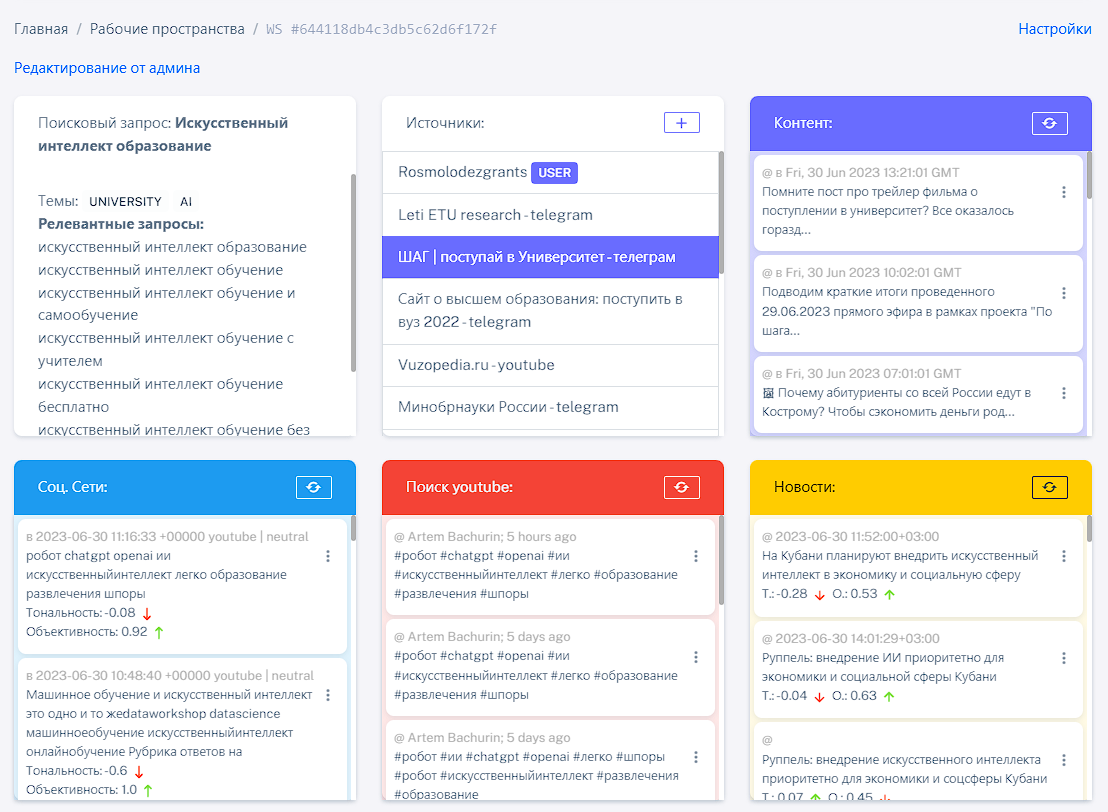 Главная / Рабочие пространства / WS #644118db4c3db5c62d6f172f
Настройки
Редактирование от админа
Поисковый запрос: Искусственный
интеллект образование
Темы: UNIVERSITY AI
Релевантные запросы:
искусственный интеллект образование
искусственный интеллект обучение
искусственный интеллект обучение и
самообучение
искусственный интеллект обучение с
учителем
искусственный интеллект обучение
бесплатно
искусственный интеллект обучение без
Источники:
+
Rosmolodezgrants USER
Leti ETU research - telegram
ШАГ | поступай в Университет - телеграм
Сайт о высшем образования: поступить в
вуз 2022 - telegram
Vuzopedia.ru - youtube
Минобрнауки России - telegram
Контент:
@ в Fri, 30 Jun 2023 13:21:01 GMT
Помните пост про трейлер фильма о
поступлении в университет? Все оказалось
горазд...
@ в Fri, 30 Jun 2023 10:02:01 GMT
Подводим краткие итоги проведенного
29.06.2023 прямого эфира в рамках проекта "По
шага...
@ в Fri, 30 Jun 2023 07:01:01 GMT
Почему абитуриенты со всей России едут в
Кострому? Чтобы сэкономить деньги род...
Соц. Сети:
в 2023-06-30 11:16:33 +00000 youtube | neutral
робот chatgpt openai ии
искусственныйинтеллект легко образование
развлечения шпоры
Тональность: -0.08 ↓
Объективность: 0.92 ↑
в 2023-06-30 10:48:40 +00000 youtube | neutral
Машинное обучение и искусственный интеллект
это одно и то жеdataworkshop datascience
машинноеобучение искусственныйинтеллект
онлайнобучение Рубрика ответов на
Тональность: -0.6 ↓
Объективность: 1.0 ↑
Поиск youtube:
@ Artem Bachurin; 5 hours ago
#робот #chatgpt #openai #ии
#искусственныйинтеллект #легко #образование
#развлечения #шпоры
@ Artem Bachurin; 5 days ago
#робот #chatgpt #openai #ии
#искусственныйинтеллект #легко #образование
#развлечения #шпоры
@ Artem Bachurin; 5 days ago
#робот #ии #chatgpt #openai #легко #шпоры
#робот #искусственныйинтеллект #развлечения
#образование
Новости:
@ 2023-06-30 11:52:00+03:00
На Кубани планируют внедрить искусственный
интеллект в экономику и социальную сферу
Т.: -0.28 ↓ О.: 0.53 ↑
@ 2023-06-30 14:01:29+03:00
Руппель: внедрение ИИ приоритетно для
экономики и социальной сферы Кубани
Т.: -0.04 ↓ О.: 0.63 ↑
@
Руппель: внедрение искусственного интеллекта
приоритетно для экономики и соцсферы Кубани
Т.: 0.07 ↑ О.: 0.45 ↓